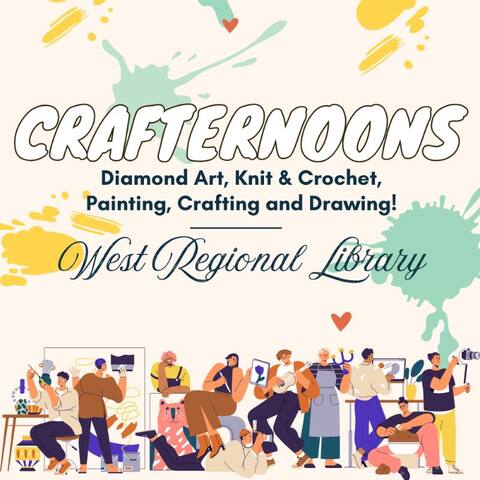 CRAFTERNOONS
Diamond Art, Knit & Crochet,
Painting, Crafting and Drawing!
West Regional Library